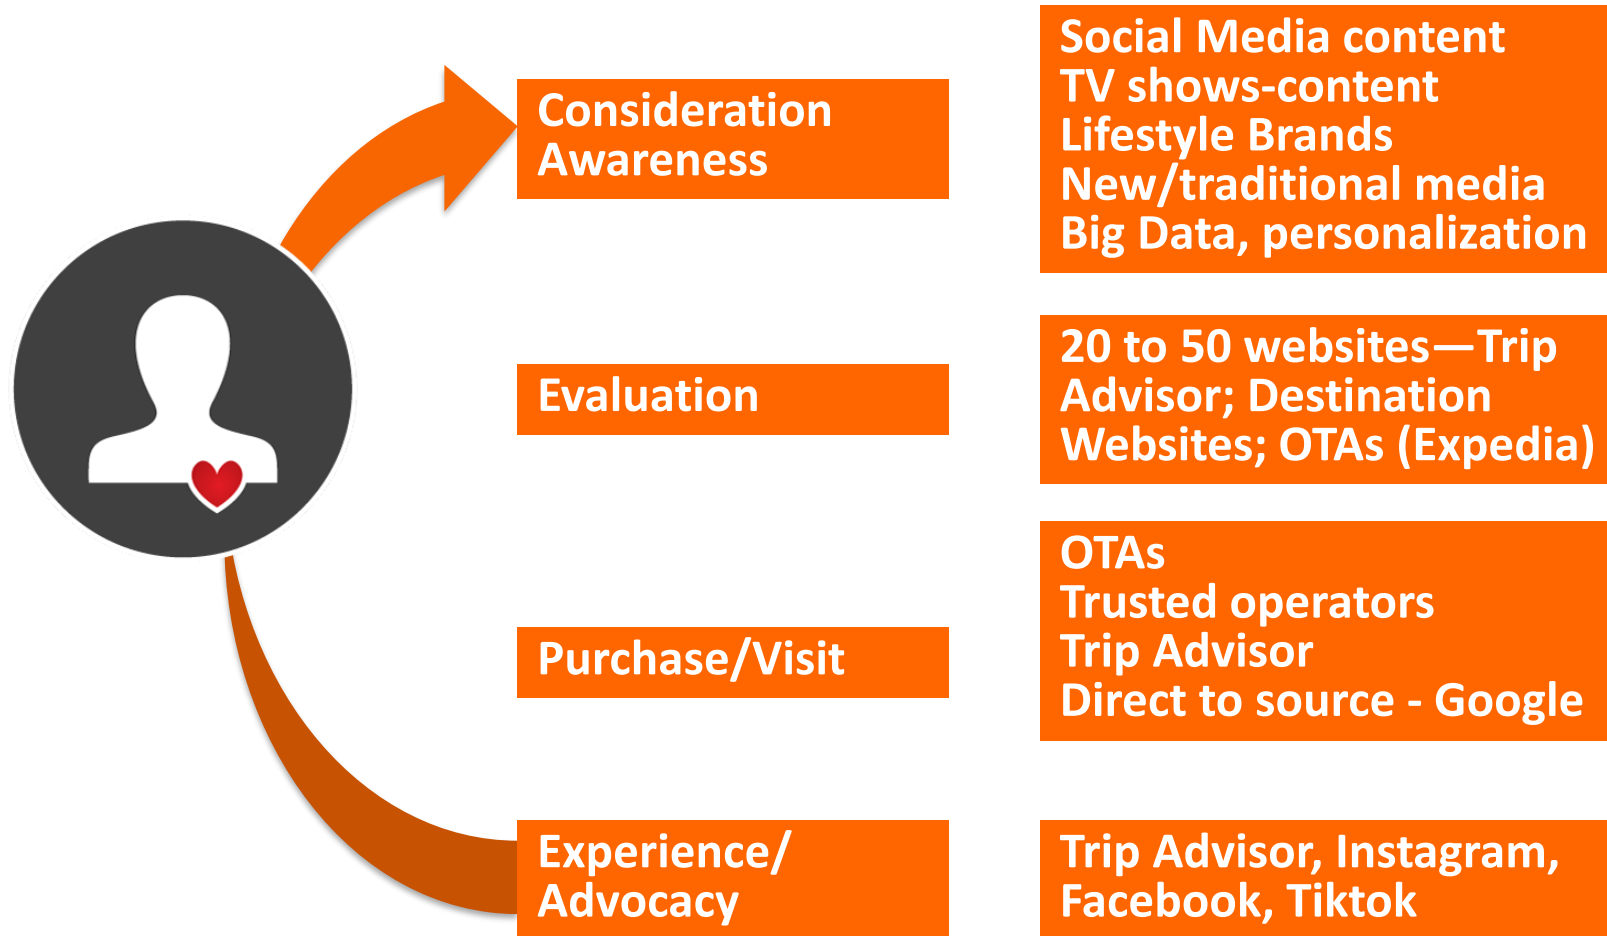 Consideration
Awareness
Social Media content
TV shows-content
Lifestyle Brands
New/traditional media
Big Data, personalization
Evaluation
20 to 50 websites—Trip
Advisor; Destination
Websites; OTAs (Expedia)
Purchase/Visit
OTAs
Trusted operators
Trip Advisor
Direct to source - Google
Experience/
Advocacy
Trip Advisor, Instagram,
Facebook, Tiktok